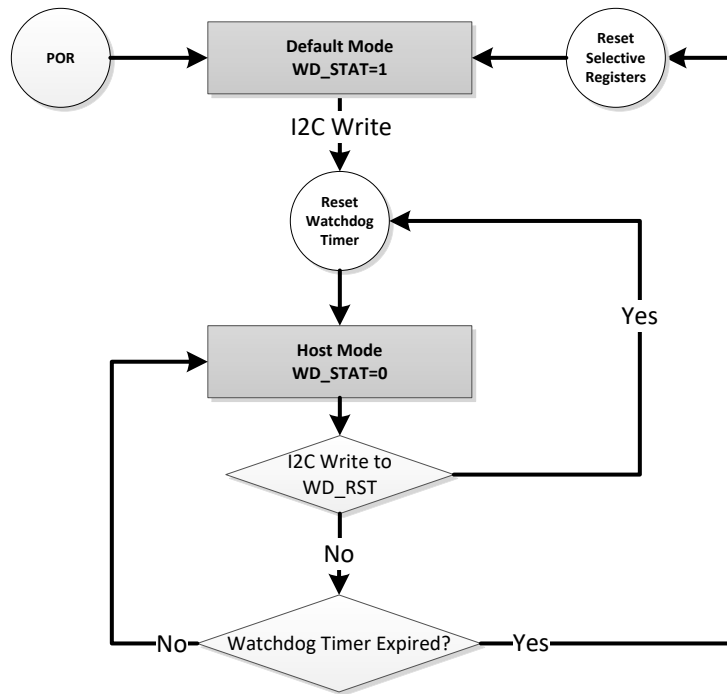 POR
Default Mode
WD_STAT=1
Reset
Selective
Registers
I2C Write
Reset
Watchdog
Timer
Yes
Host Mode
WD_STAT=0
I2C Write to
WD_RST
No
No
Watchdog Timer Expired?
Yes